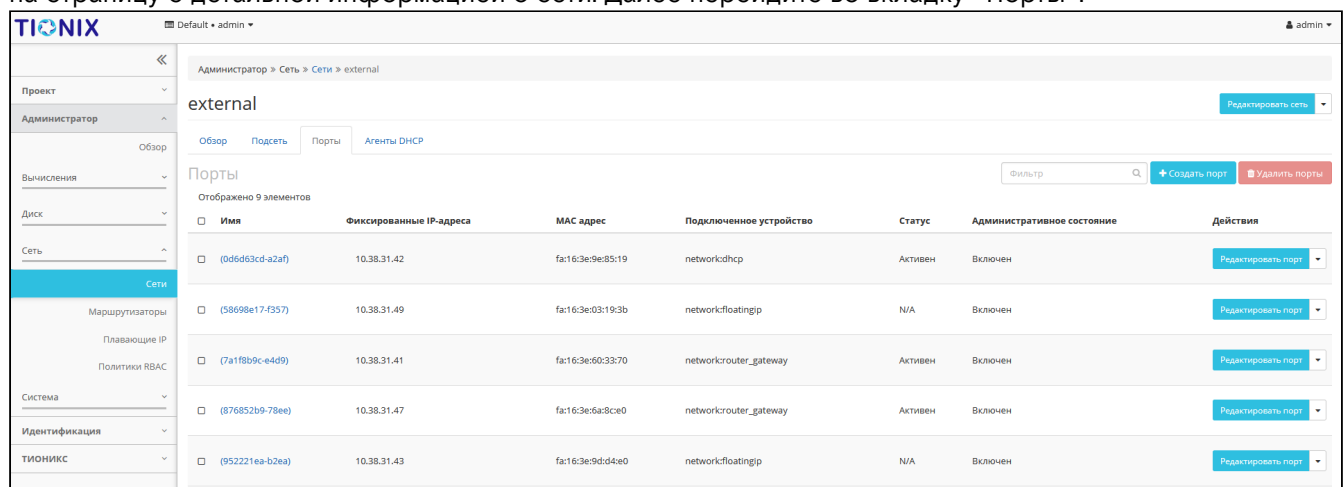 на страницу с детальной информацией о сети. Далее перейдите во вкладку "Порты".
TIONIX Default • admin admin
Администратор » Сеть » Сети » external
Проект
external Редактировать сеть
Администратор
Обзор Обзор Подсеть Порты Агенты DHCP
Вычисления Порты Фильтр Создать порт Удалить порты
Отображено 9 элементов
Диск Имя Фиксированные IP-адреса MAC адрес Подключенное устройство Статус Административное состояние Действия
Сеть (0d6d63cd-a2af) 10.38.31.42 fa:16:3e:9e:85:19 network:dhcp Активен Включен Редактировать порт
Сети
Маршрутизаторы (58698e17-f357) 10.38.31.49 fa:16:3e:03:19:3b network:floatingip N/A Включен Редактировать порт
Плавающие IP
Политики RBAC (7a1f8b9c-e4d9) 10.38.31.41 fa:16:3e:60:33:70 network:router_gateway Активен Включен Редактировать порт
Система (876852b9-78ee) 10.38.31.47 fa:16:3e:6a:8c:e0 network:router_gateway Активен Включен Редактировать порт
Идентификация
ТИОНИКС (952221ea-b2ea) 10.38.31.43 fa:16:3e:9d:d4:e0 network:floatingip N/A Включен Редактировать порт